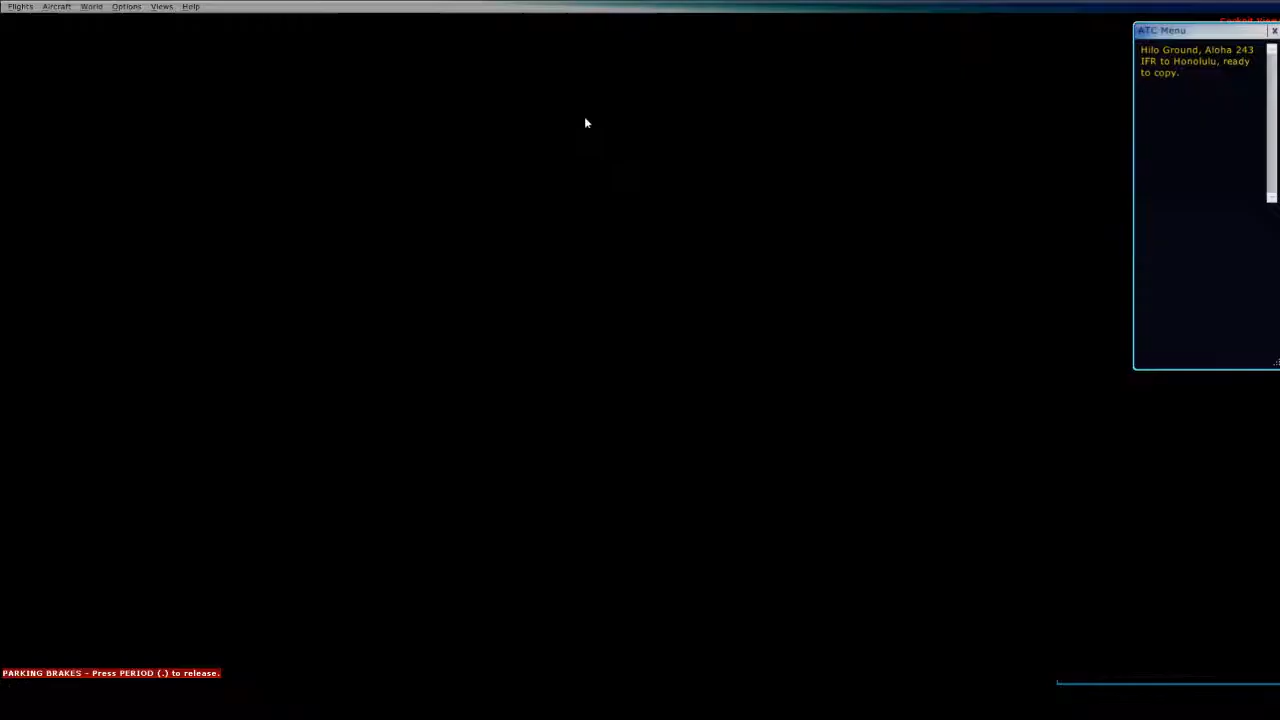 Flights Aircraft World Options Views Help
ATC Menu
Hilo Ground, Aloha 243
IFR to Honolulu, ready
to copy.
PARKING BRAKES - Press PERIOD (.) to release.